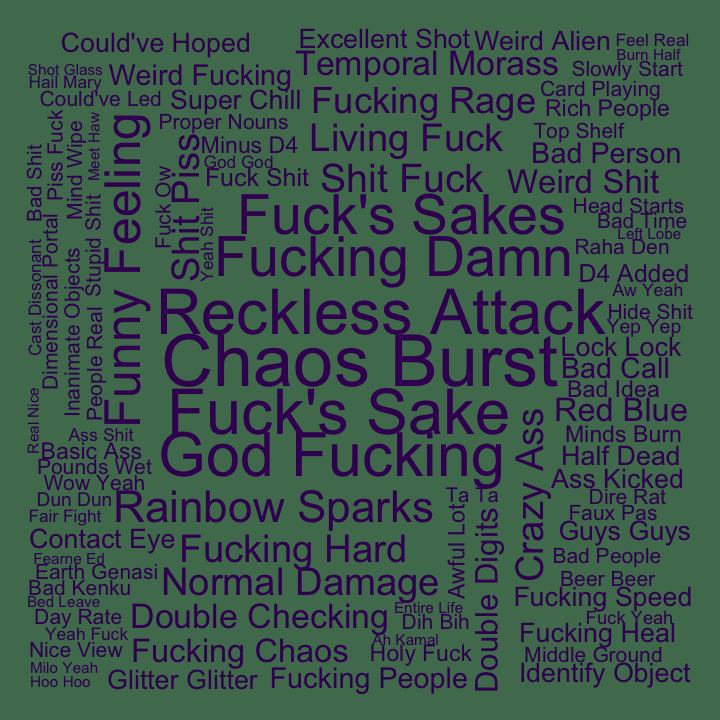 Could've Hoped
Excellent Shot
Weird Alien
Feel Real
Burn Half
Shot Glass
Hail Mary
Weird Fucking
Temporal Morass
Slowly Start
Could've Led
Super Chill
Fucking Rage
Card Playing
Rich People
Proper Nouns
Top Shelf
Minus D4
Living Fuck
Bad Person
God God
Fuck Shit
Shit Fuck
Weird Shit
Bad Shit
Piss Fuck
Mind Wipe
Meet Haw
Funny Feeling
Fuck Ow
Shit Piss
Yeah Shit
Fuck's Sakes
Head Starts
Bad Time
Left Lobe
Fucking Damn
Raha Den
D4 Added
Cast Dissonant
Dimensional Portal
Inanimate Objects
Stupid Shit
People Real
Aw Yeah
Reckless Attack
Hide Shit
Yep Yep
Chaos Burst
Lock Lock
Bad Call
Bad Idea
Real Nice
Fuck's Sake
Red Blue
Ass Shit
Minds Burn
Basic Ass
God Fucking
Crazy Ass
Half Dead
Pounds Wet
Wow Yeah
Ass Kicked
Dun Dun
Rainbow Sparks
Dire Rat
Fair Fight
Awful Lot
Ta Ta
Double Digits
Faux Pas
Contact Eye
Fucking Hard
Guys Guys
Fearne Ed
Bad People
Earth Genasi
Bad Kenku
Normal Damage
Beer Beer
Bed Leave
Fucking Speed
Day Rate
Double Checking
Entire Life
Dih Bih
Fuck Yeah
Yeah Fuck
Ah Kamal
Fucking Heal
Nice View
Fucking Chaos
Holy Fuck
Middle Ground
Milo Yeah
Hoo Hoo
Glitter Glitter
Fucking People
Identify Object